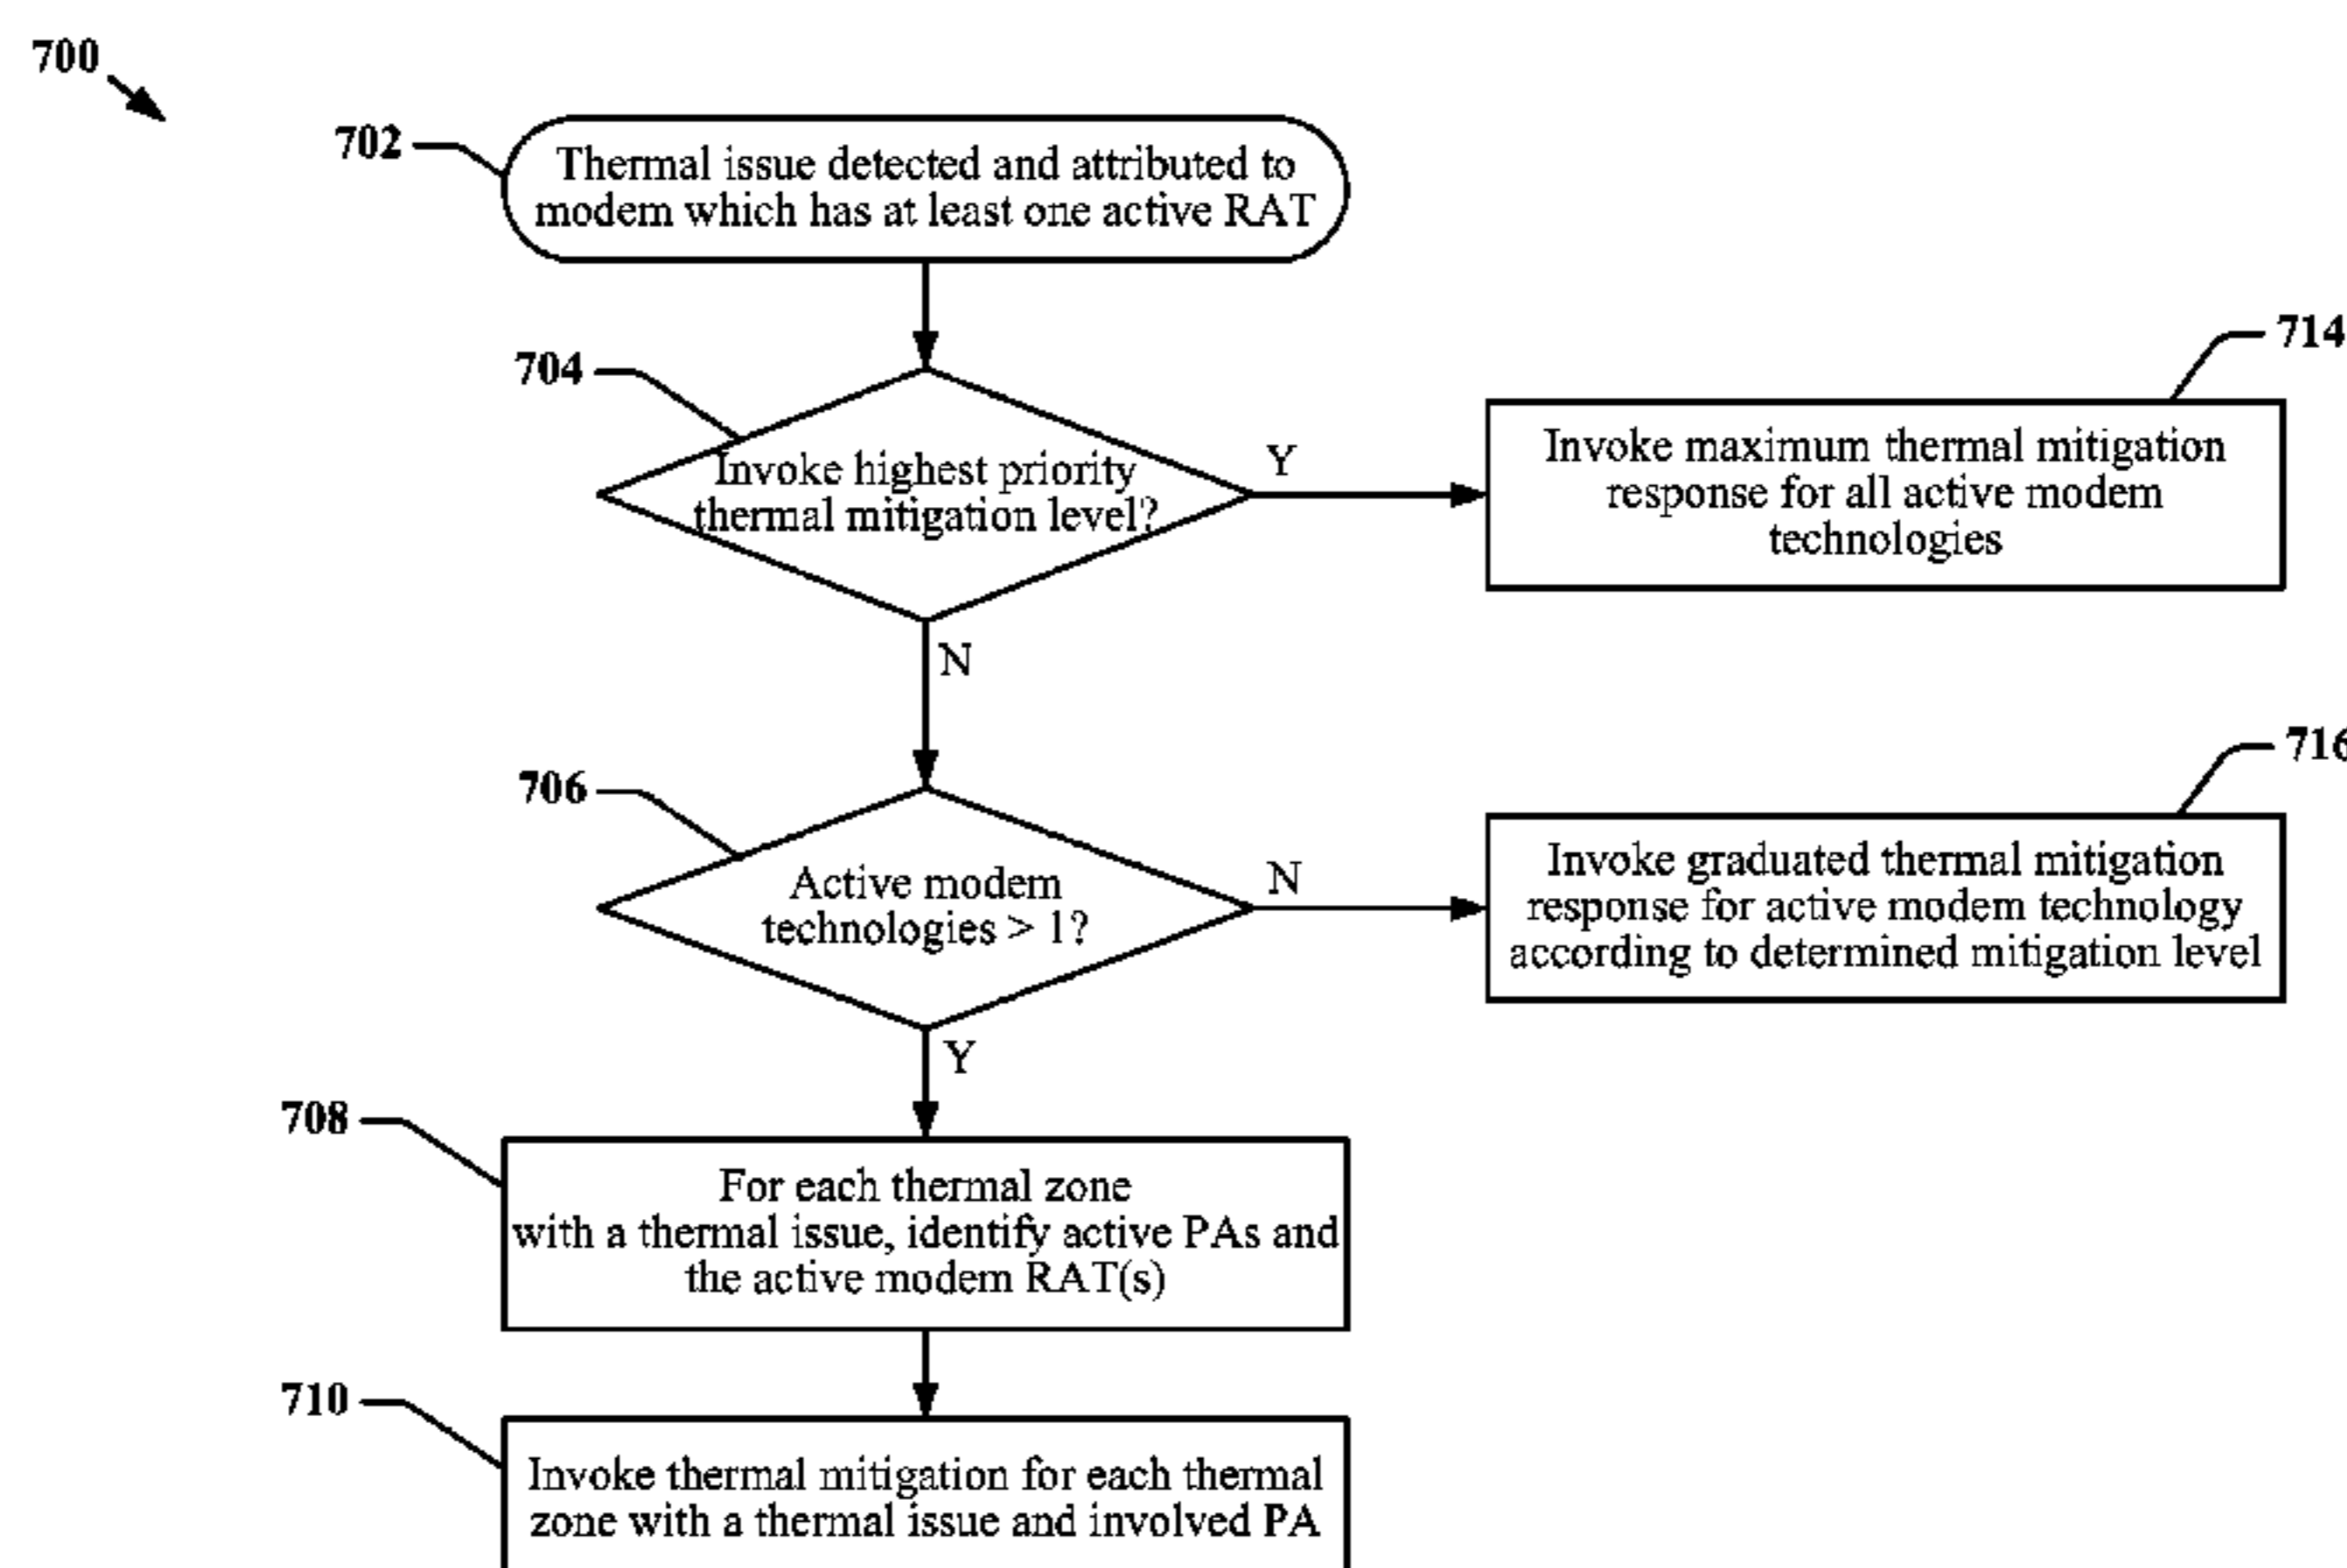 700
702
Thermal issue detected and attributed to
modem which has at least one active RAT
704
Invoke highest priority
thermal mitigation level?
Y
714
Invoke maximum thermal mitigation
response for all active modem
technologies
N
706
Active modem
technologies > 1?
N
716
Invoke graduated thermal mitigation
response for active modem technology
according to determined mitigation level
Y
708
For each thermal zone
with a thermal issue, identify active PAs and
the active modem RAT(s)
710
Invoke thermal mitigation for each thermal
zone with a thermal issue and involved PA